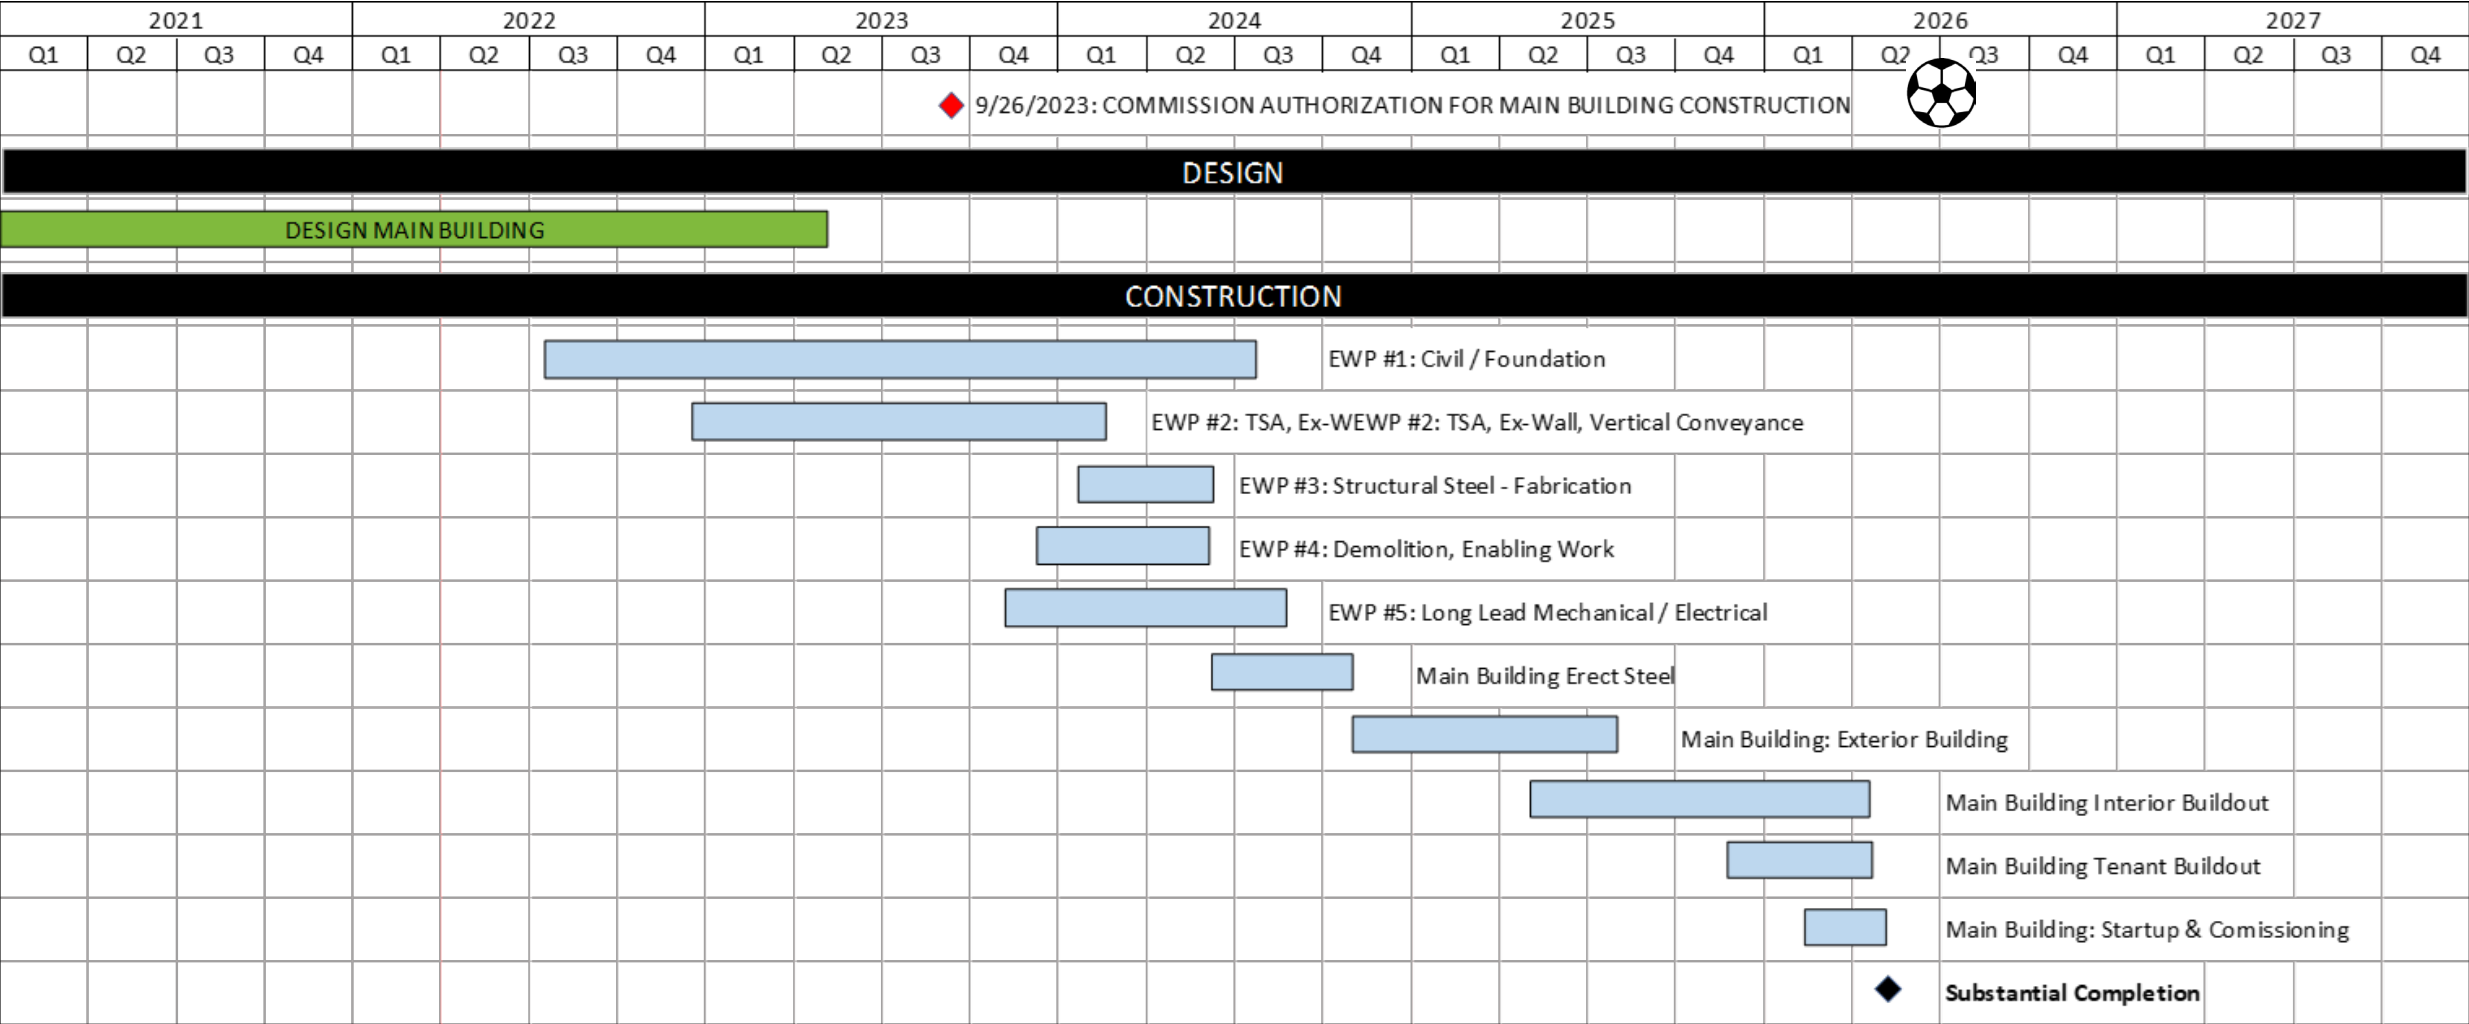 2021 2022 2023 2024 2025 2026 2027
Q1 Q2 Q3 Q4 Q1 Q2 Q3 Q4 Q1 Q2 Q3 Q4 Q1 Q2 Q3 Q4 Q1 Q2 Q3 Q4 Q1 Q2 Q3 Q4 Q1 Q2 Q3 Q4
9/26/2023: COMMISSION AUTHORIZATION FOR MAIN BUILDING CONSTRUCTION
DESIGN
DESIGN MAIN BUILDING
CONSTRUCTION
EWP #1: Civil / Foundation
EWP #2: TSA, Ex-WEWP #2: TSA, Ex-Wall, Vertical Conveyance
EWP #3: Structural Steel - Fabrication
EWP #4: Demolition, Enabling Work
EWP #5: Long Lead Mechanical / Electrical
Main Building Erect Steel
Main Building: Exterior Building
Main Building Interior Buildout
Main Building Tenant Buildout
Main Building: Startup & Comissioning
Substantial Completion